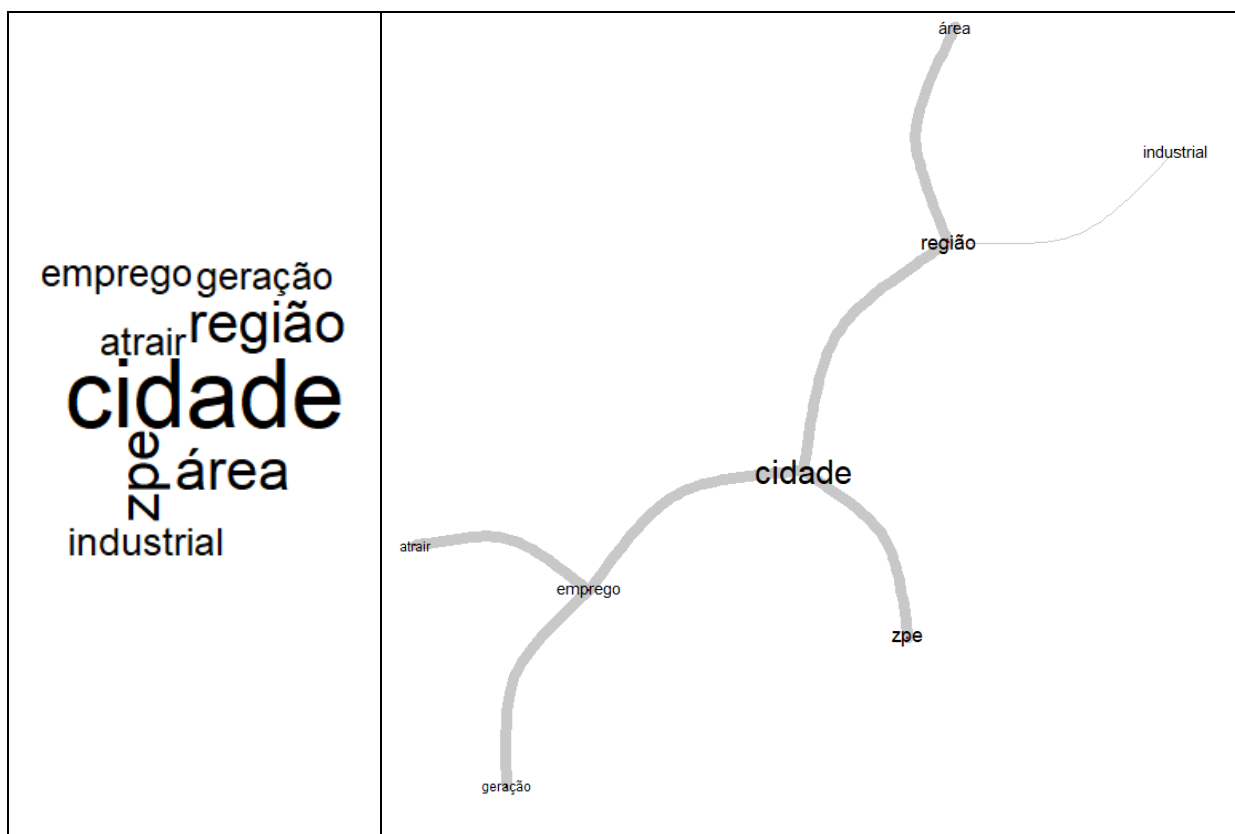 emprego geração
região
atrair
cidade
zpe
área
industrial
área
industrial
região
cidade
atrair
emprego
zpe
geração